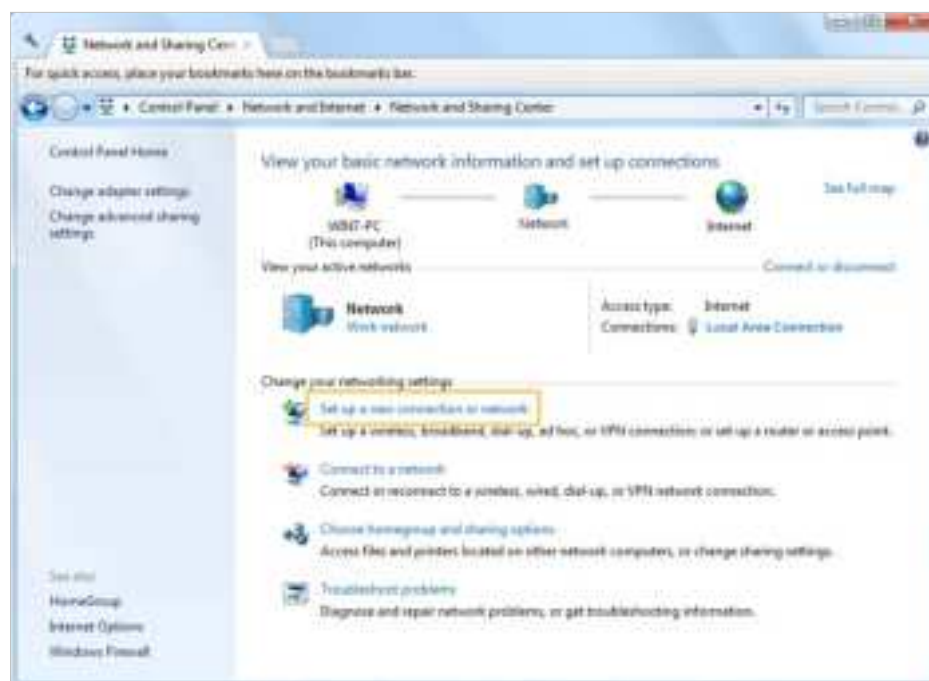 Network and Sharing Cen
For quick access, place your bookmarks here on the bookmarks bar.
Control Panel Network and Internet Network and Sharing Center
Search Control
Control Panel Home
Change adapter settings
Change advanced sharing
settings
View your basic network information and set up connections
See full map
WIN7-PC
(This computer)
Network
Internet
View your active networks
Connect or disconnect
Network
Work network
Access type: Internet
Connections: Local Area Connection
Change your networking settings
Set up a new connection or network
Set up a wireless, broadband, dial-up, ad hoc, or VPN connection; or set up a router or access point.
Connect to a network
Connect or reconnect to a wireless, wired, dial-up, or VPN network connection.
Choose homegroup and sharing options
Access files and printers located on other network computers, or change sharing settings.
Troubleshoot problems
Diagnose and repair network problems, or get troubleshooting information.
See also
HomeGroup
Internet Options
Windows Firewall